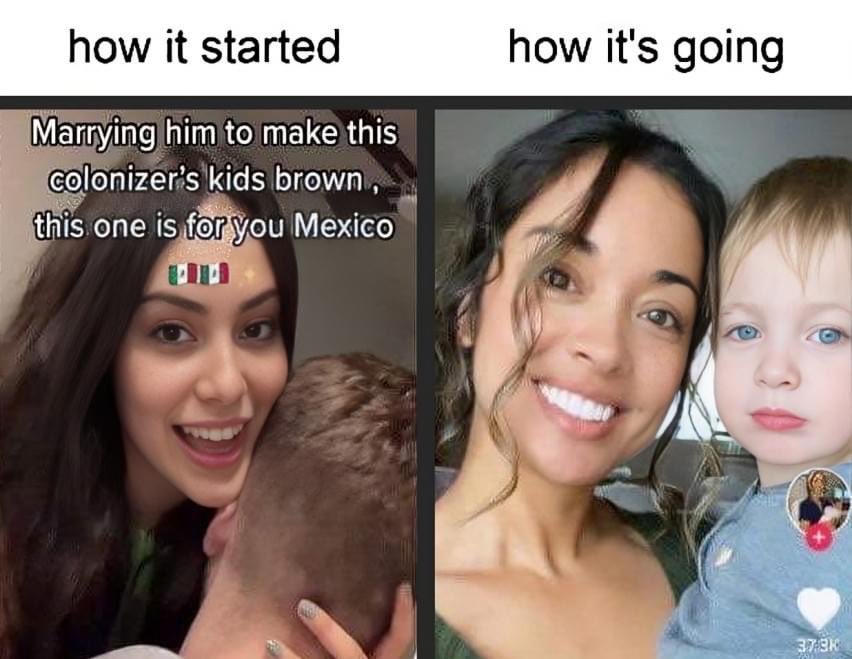 how it started
how it's going
Marrying him to make this
colonizer's kids brown ,
this one is for you Mexico
37.3K